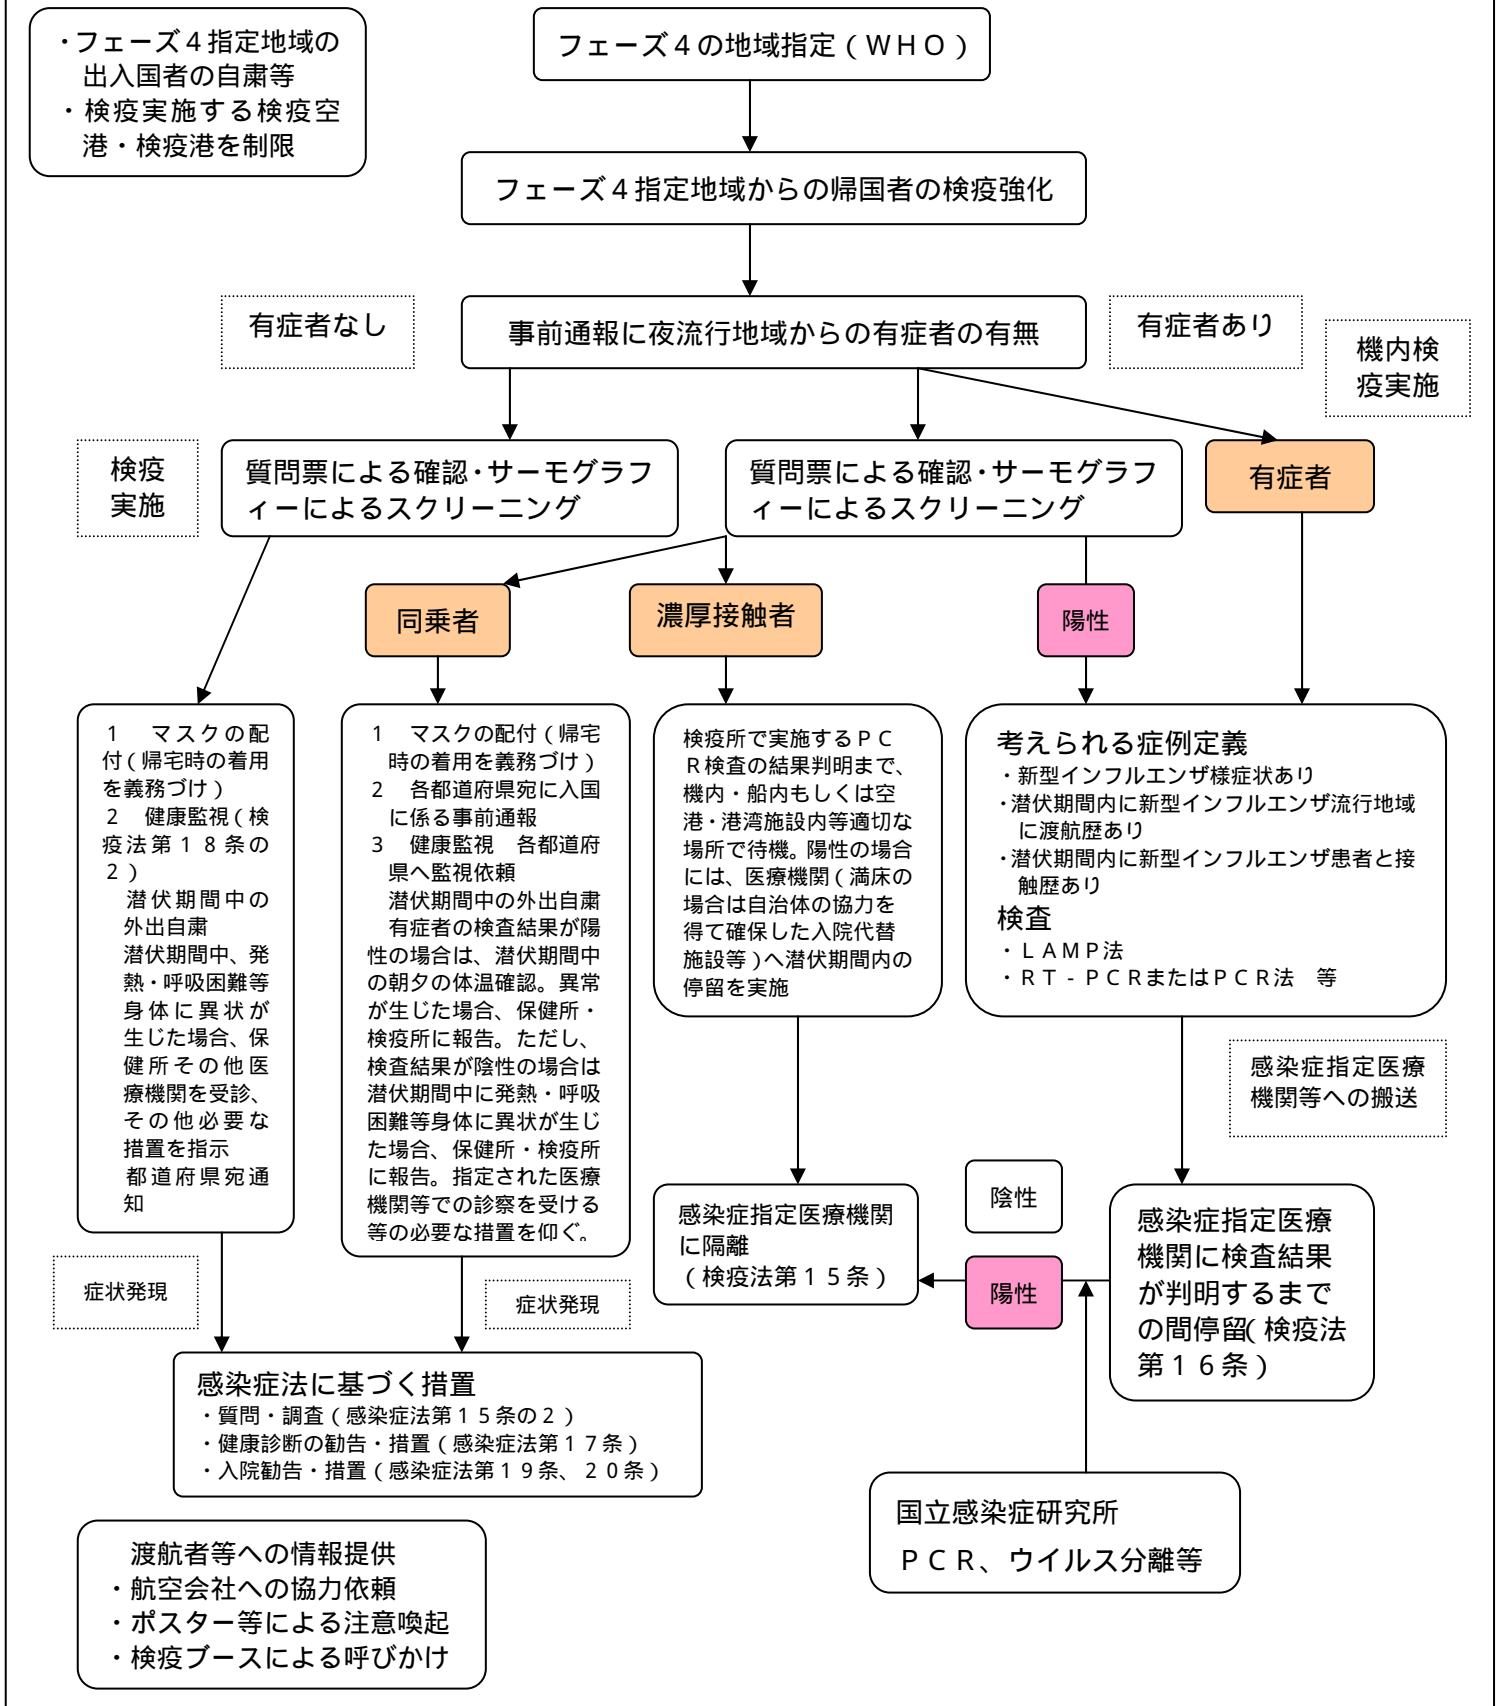 ・フェーズ４指定地域の
出入国者の自粛等
・検疫実施する検疫空
港・検疫港を制限
フェーズ４の地域指定（ＷＨＯ）
フェーズ４指定地域からの帰国者の検疫強化
有症者なし
事前通報に夜流行地域からの有症者の有無
有症者あり
機内検
疫実施
検疫
実施
質問票による確認・サーモグラフ
ィーによるスクリーニング
質問票による確認・サーモグラフ
ィーによるスクリーニング
有症者
同乗者
濃厚接触者
陽性
１　マスクの配
付（帰宅時の着用
を義務づけ）
２　健康監視（検
疫法第１８条の
２）
潜伏期間中の
外出自粛
潜伏期間中、発
熱・呼吸困難等
身体に異状が
生じた場合、保
健所その他医
療機関を受診、
その他必要な
措置を指示
都道府県宛通
知
１　マスクの配付（帰宅
時の着用を義務づけ）
２　各都道府県宛に入国
に係る事前通報
３　健康監視　各都道府
県へ監視依頼
潜伏期間中の外出自粛
有症者の検査結果が陽
性の場合は、潜伏期間中
の朝夕の体温確認。異常
が生じた場合、保健所・
検疫所に報告。ただし、
検査結果が陰性の場合は
潜伏期間中に発熱・呼吸
困難等身体に異状が生じ
た場合、保健所・検疫所
に報告。指定された医療
機関等での診察を受ける
等の必要な措置を仰ぐ。
検疫所で実施するＰＣ
Ｒ検査の結果判明まで、
機内・船内もしくは空
港・港湾施設内等適切な
場所で待機。陽性の場合
には、医療機関（満床の
場合は自治体の協力を
得て確保した入院代替
施設等）へ潜伏期間内の
停留を実施
考えられる症例定義
・新型インフルエンザ様症状あり
・潜伏期間内に新型インフルエンザ流行地域
に渡航歴あり
・潜伏期間内に新型インフルエンザ患者と接
触歴あり
検査
・ＬＡＭＰ法
・ＲＴ‐ＰＣＲまたはＰＣＲ法　等
感染症指定医療
機関等への搬送
症状発現
症状発現
感染症指定医療機関
に隔離
（検疫法第１５条）
陰性
陽性
感染症指定医療
機関に検査結果
が判明するまで
の間停留（検疫法
第１６条）
感染症法に基づく措置
・質問・調査（感染症法第１５条の２）
・健康診断の勧告・措置（感染症法第１７条）
・入院勧告・措置（感染症法第１９条、２０条）
国立感染症研究所
ＰＣＲ、ウイルス分離等
渡航者等への情報提供
・航空会社への協力依頼
・ポスター等による注意喚起
・検疫ブースによる呼びかけ